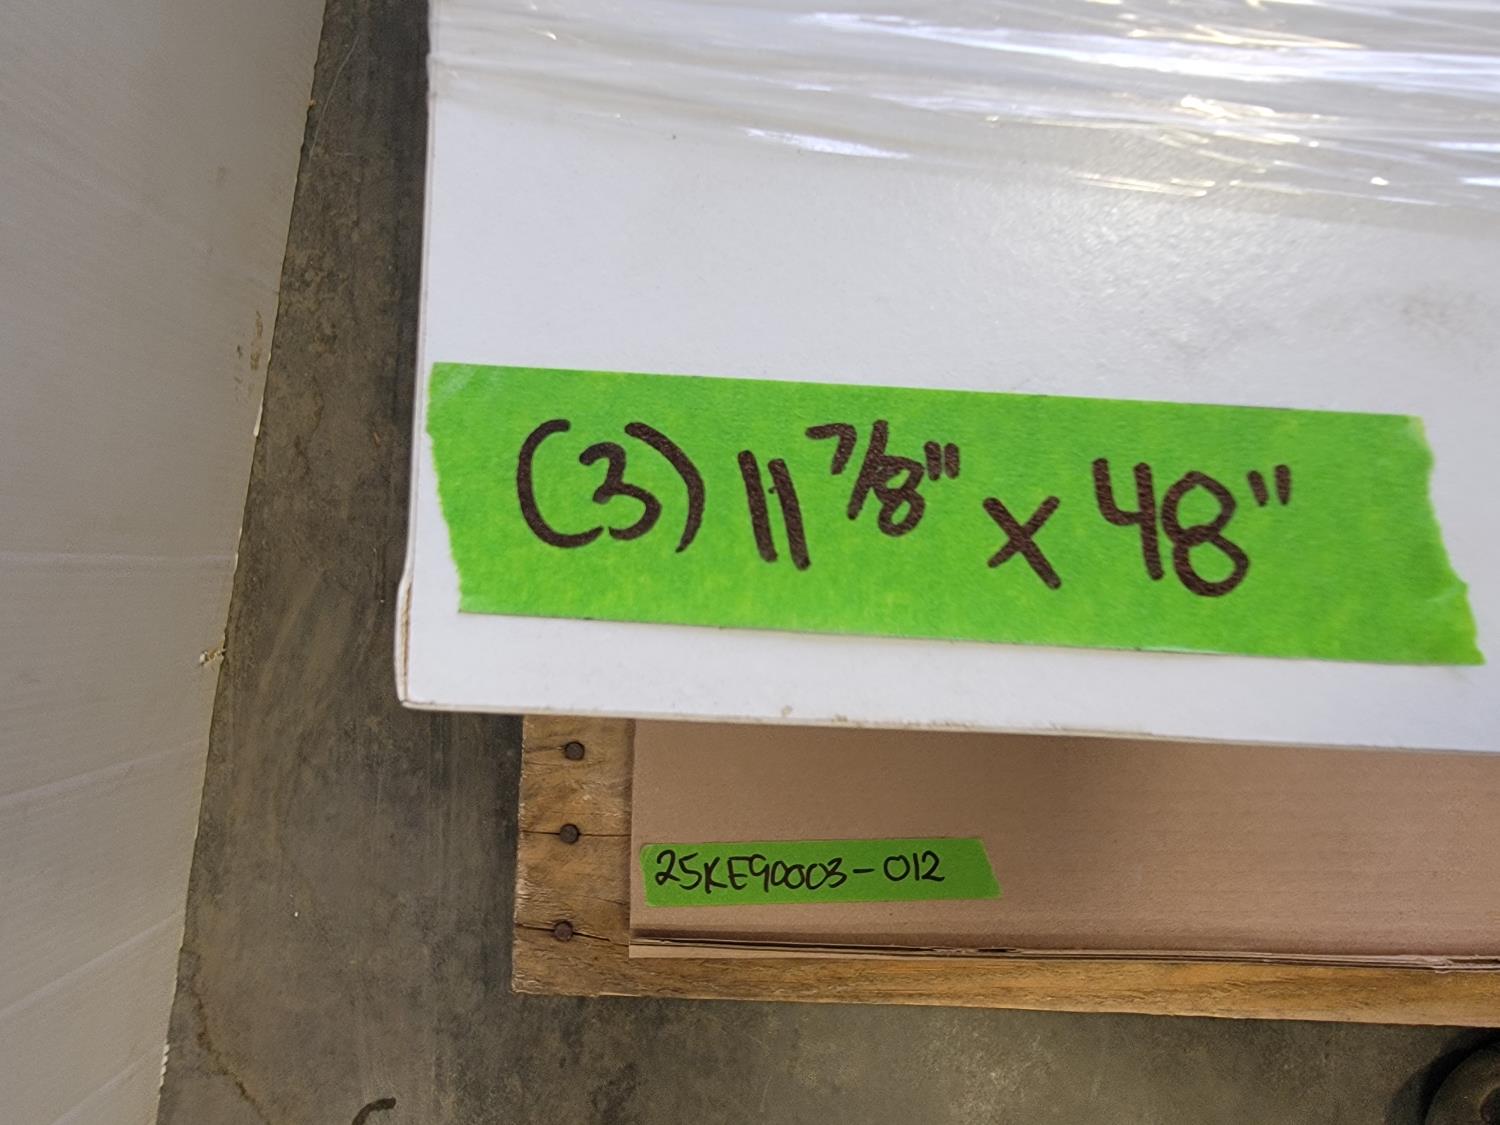 (3) 11 7/8" x 48"
25KE90003-012